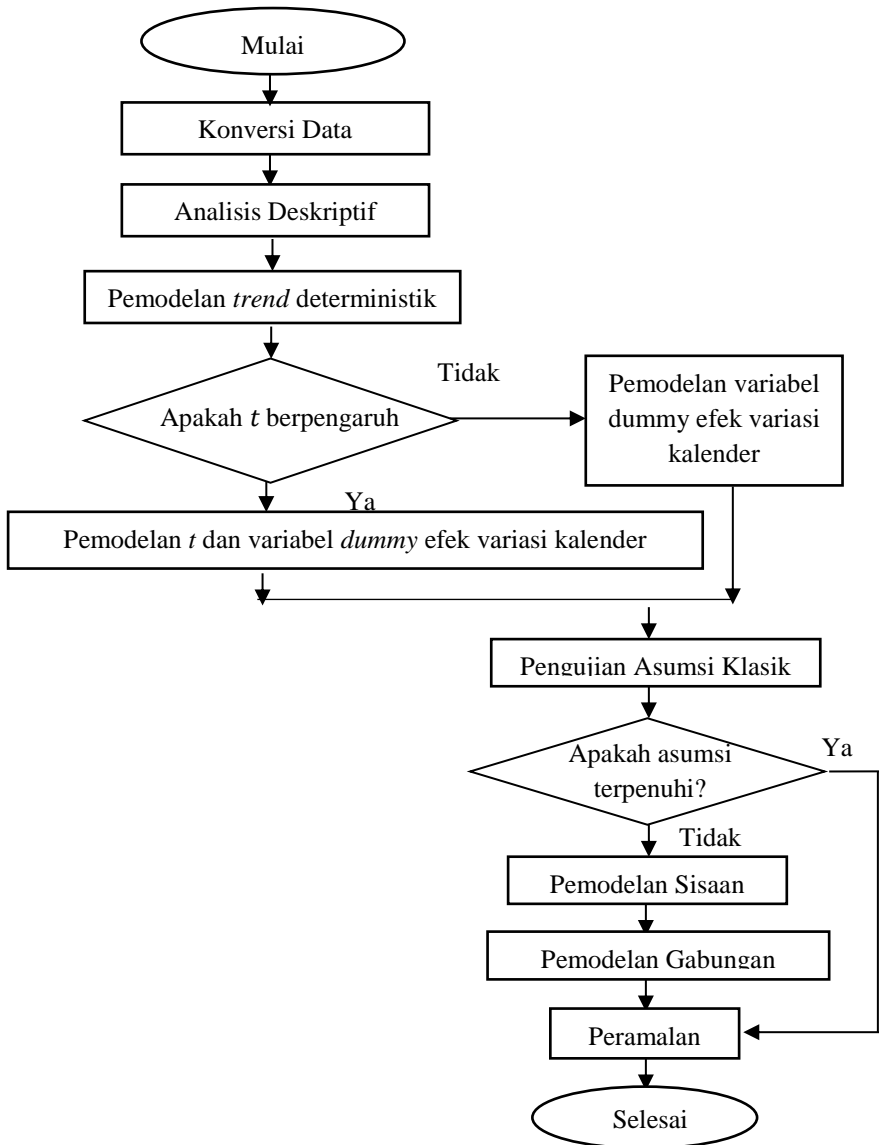 Mulai
Konversi Data
Analisis Deskriptif
Pemodelan trend deterministik
Apakah t berpengaruh
Tidak
Pemodelan variabel
dummy efek variasi
kalender
Ya
Pemodelan t dan variabel dummy efek variasi kalender
Pengujian Asumsi Klasik
Apakah asumsi
terpenuhi?
Ya
Tidak
Pemodelan Sisaan
Pemodelan Gabungan
Peramalan
Selesai